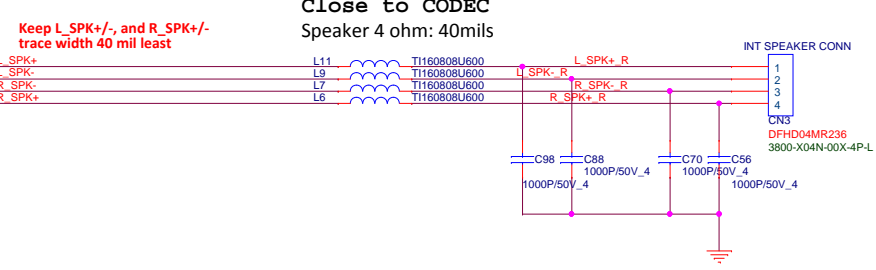 Close to CODEC
Keep L_SPK+/-, and R_SPK+/-
trace width 40 mil least
Speaker 4 ohm: 40mils
INT SPEAKER CONN
L_SPK+ L11 TI160808U600 L_SPK+_R 1
L_SPK- L9 TI160808U600 L_SPK-_R 2
R_SPK- L7 TI160808U600 R_SPK-_R 3
R_SPK+ L6 TI160808U600 R_SPK+_R 4
CN3
DFHD04MR236
3800-X04N-00X-4P-L
C98 C88 C70 C56
1000P/50V_4 1000P/50V_4
1000P/50V_4 1000P/50V_4